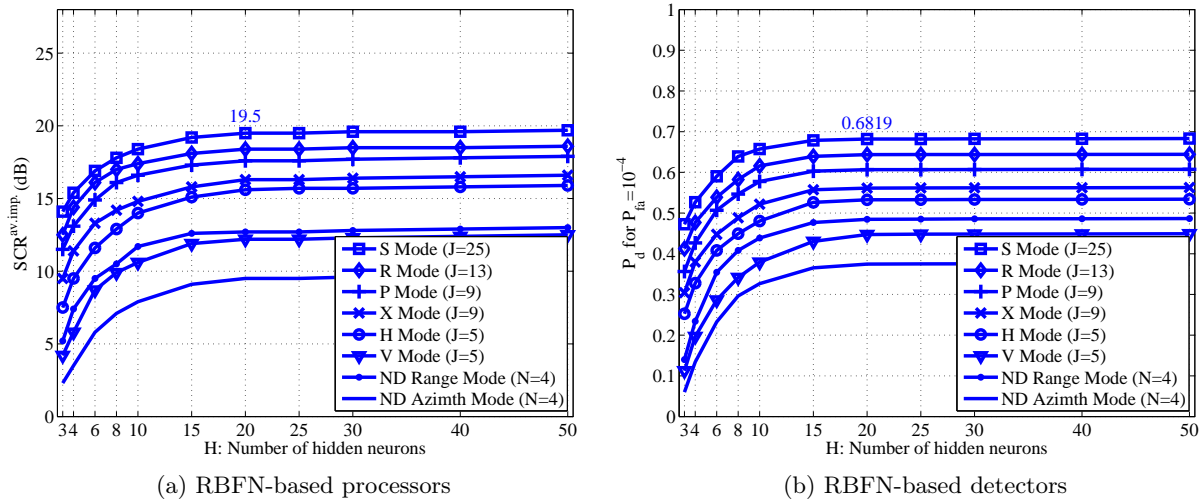 25
20
15
10
5
0
SCR^av.imp. (dB)
19.5
S Mode (J=25)
R Mode (J=13)
P Mode (J=9)
X Mode (J=9)
H Mode (J=5)
V Mode (J=5)
ND Range Mode (N=4)
ND Azimth Mode (N=4)
3 4 6 8 10 15 20 25 30 40 50
H: Number of hidden neurons
(a) RBFN-based processors
1
0.9
0.8
0.7
0.6
0.5
0.4
0.3
0.2
0.1
0
P_d for P_fa=10^-4
0.6819
S Mode (J=25)
R Mode (J=13)
P Mode (J=9)
X Mode (J=9)
H Mode (J=5)
V Mode (J=5)
ND Range Mode (N=4)
ND Azimth Mode (N=4)
3 4 6 8 10 15 20 25 30 40 50
H: Number of hidden neurons
(b) RBFN-based detectors